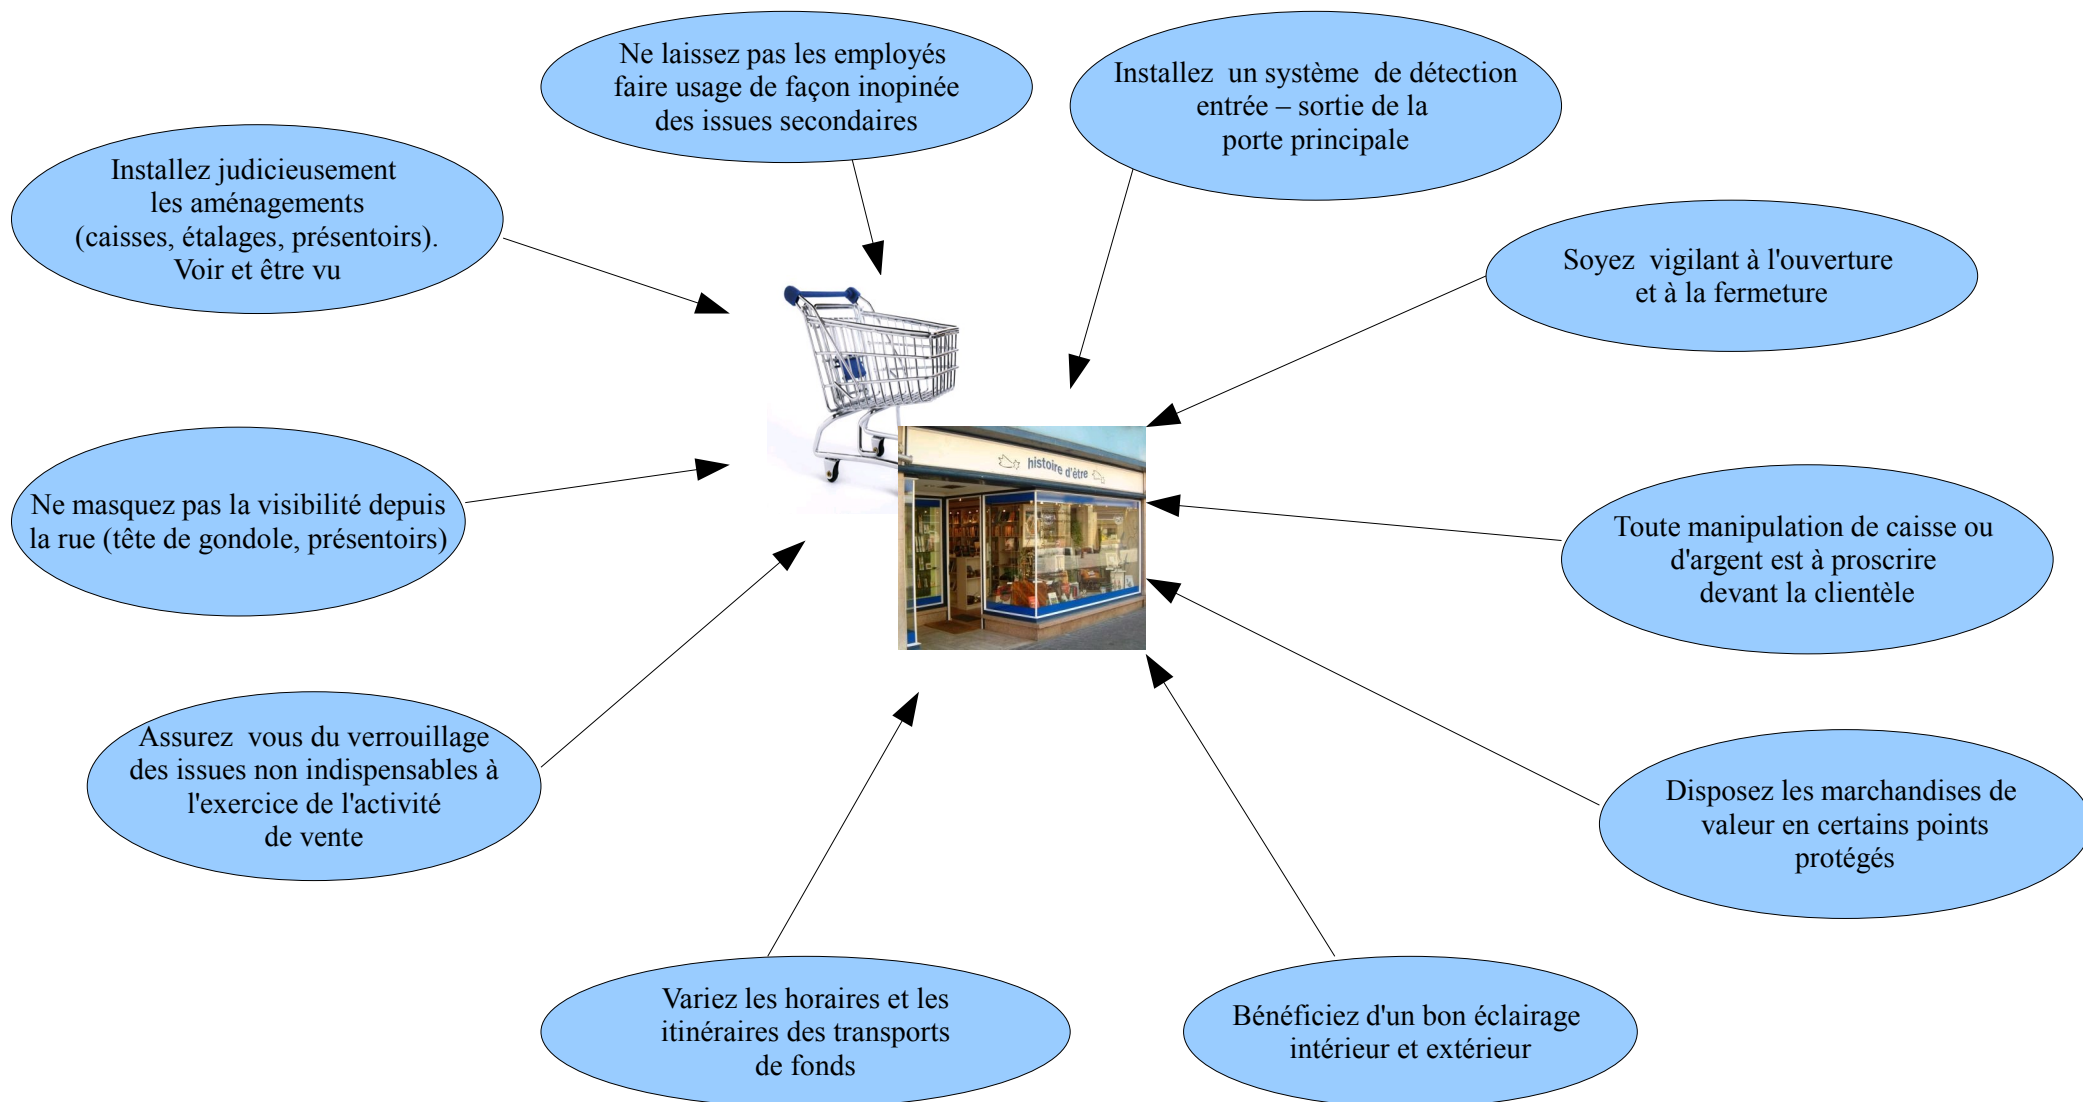 Ne laissez pas les employés
faire usage de façon inopinée
des issues secondaires
Installez un système de détection
entrée – sortie de la
porte principale
Installez judicieusement
les aménagements
(caisses, étalages, présentoirs).
Voir et être vu
Soyez vigilant à l'ouverture
et à la fermeture
histoire d'être
Ne masquez pas la visibilité depuis
la rue (tête de gondole, présentoirs)
Toute manipulation de caisse ou
d'argent est à proscrire
devant la clientèle
Assurez vous du verrouillage
des issues non indispensables à
l'exercice de l'activité
de vente
Disposez les marchandises de
valeur en certains points
protégés
Variez les horaires et les
itinéraires des transports
de fonds
Bénéficiez d'un bon éclairage
intérieur et extérieur